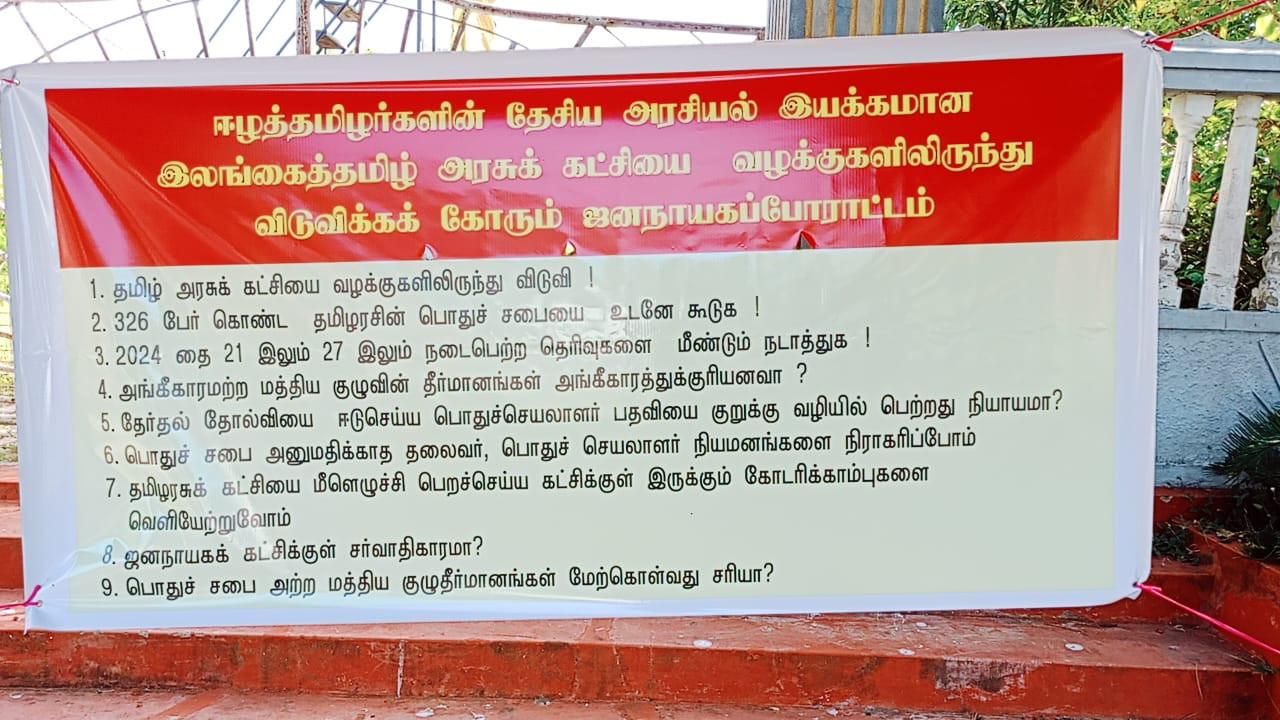 ஈழத்தமிழர்களின் தேசிய அரசியல் இயக்கமான
இலங்கைத்தமிழ் அரசுக் கட்சியை வழக்குகளிலிருந்து
விடுவிக்கக் கோரும் ஜனநாயகப்போராட்டம்
1. தமிழ் அரசுக் கட்சியை வழக்குகளிலிருந்து விடுவி !
2. 326 பேர் கொண்ட தமிழரசின் பொதுச் சபையை உடனே கூடுக !
3. 2024 தை 21 இலும் 27 இலும் நடைபெற்ற தெரிவுகளை மீண்டும் நடாத்துக !
4. அங்கீகாரமற்ற மத்திய குழுவின் தீர்மானங்கள் அங்கீகாரத்துக்குரியனவா ?
5. தேர்தல் தோல்வியை ஈடுசெய்ய பொதுச்செயலாளர் பதவியை குறுக்கு வழியில் பெற்றது நியாயமா?
6. பொதுச் சபை அனுமதிக்காத தலைவர், பொதுச் செயலாளர் நியமனங்களை நிராகரிப்போம்
7. தமிழரசுக் கட்சியை மீளெழுச்சி பெறச்செய்ய கட்சிக்குள் இருக்கும் கோடரிக்காம்புகளை
வெளியேற்றுவோம்
8. ஜனநாயகக் கட்சிக்குள் சர்வாதிகாரமா?
9. பொதுச் சபை அற்ற மத்திய குழுதீர்மானங்கள் மேற்கொள்வது சரியா?